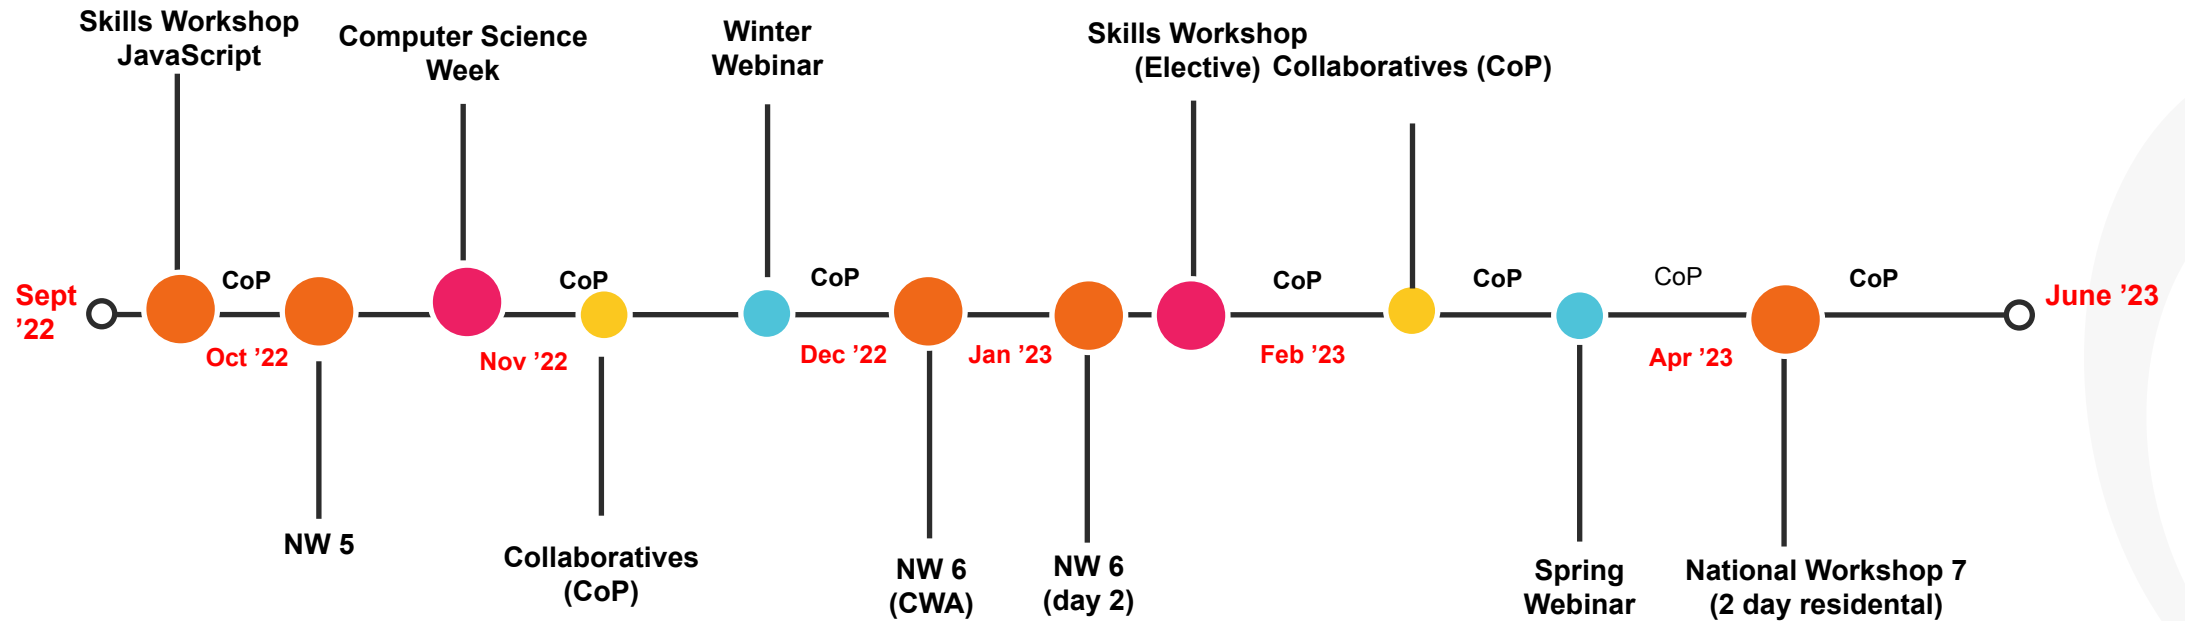 Skills Workshop
JavaScript
Computer Science
Week
Winter
Webinar
Skills Workshop
(Elective)
Collaboratives (CoP)
CoP
CoP
CoP
CoP
CoP
CoP
CoP
Sept
’22
June ’23
Oct ’22
Nov ’22
Dec ’22
Jan ’23
Feb ’23
Apr ’23
NW 5
Collaboratives
(CoP)
NW 6
(CWA)
NW 6
(day 2)
Spring
Webinar
National Workshop 7
(2 day residental)